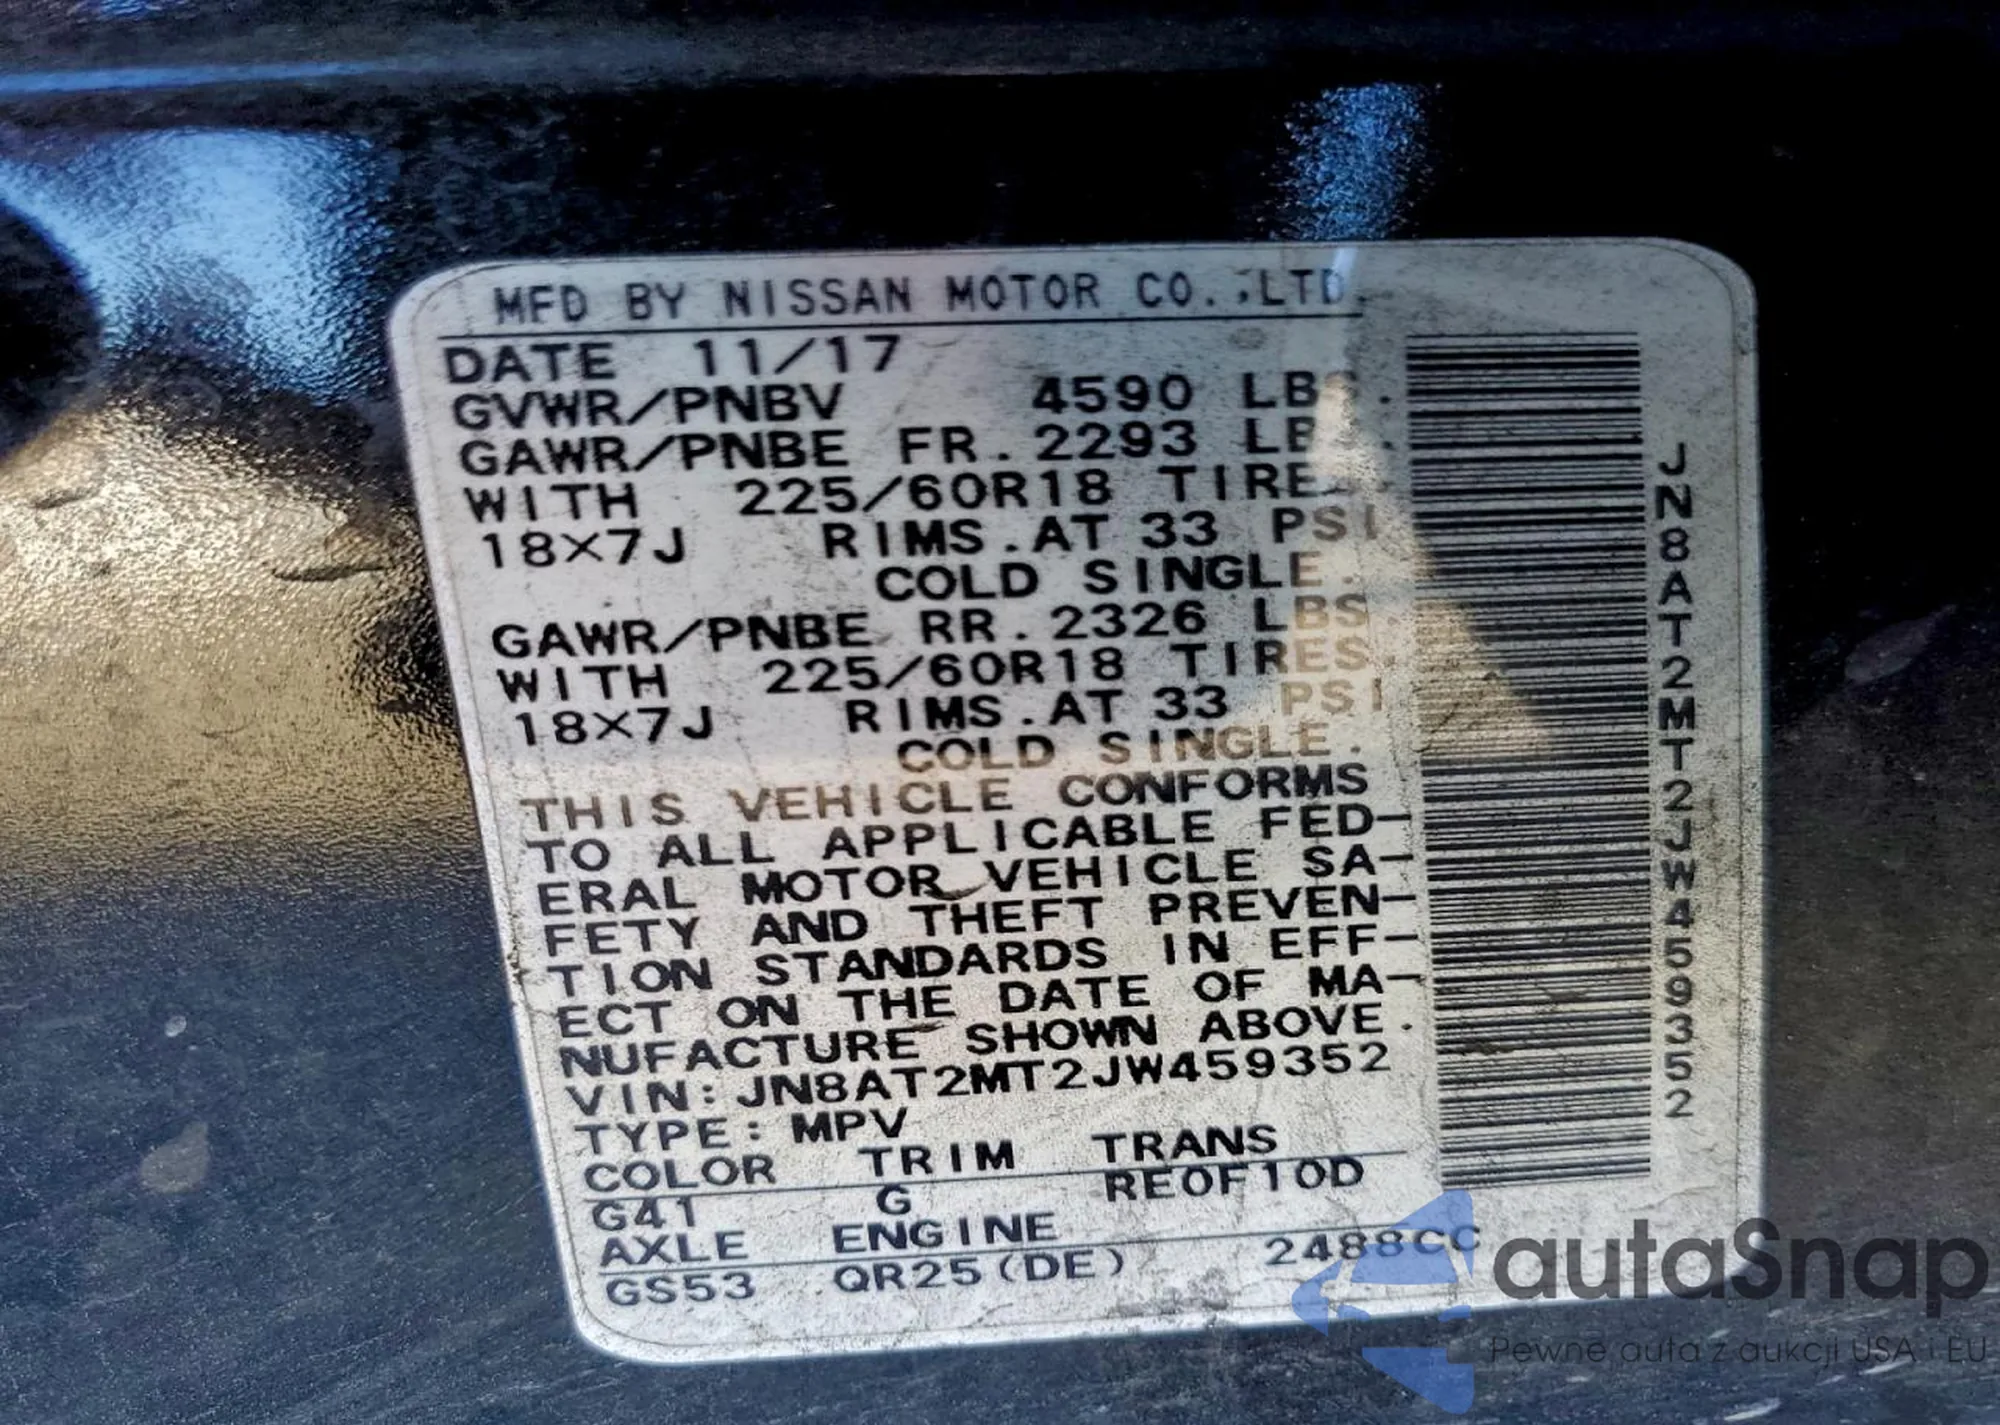 MFD BY NISSAN MOTOR CO.,LTD.
DATE 11/17
GVWR/PNBV 4590 LBS.
GAWR/PNBE FR.2293 LBS.
WITH 225/60R18 TIRES.
18X7J RIMS.AT 33 PSI
COLD SINGLE.
GAWR/PNBE RR.2326 LBS.
WITH 225/60R18 TIRES.
18X7J RIMS.AT 33 PSI
COLD SINGLE.
THIS VEHICLE CONFORMS
TO ALL APPLICABLE FED-
ERAL MOTOR VEHICLE SA-
FETY AND THEFT PREVEN-
TION STANDARDS IN EFF-
ECT ON THE DATE OF MA-
NUFACTURE SHOWN ABOVE.
VIN:JN8AT2MT2JW459352
TYPE:MPV
COLOR TRIM TRANS
G41 G RE0F10D
AXLE ENGINE
GS53 QR25(DE) 2488CC
JN8AT2MT2JW459352
autaSnap
Pewne auta z aukcji USA i EU